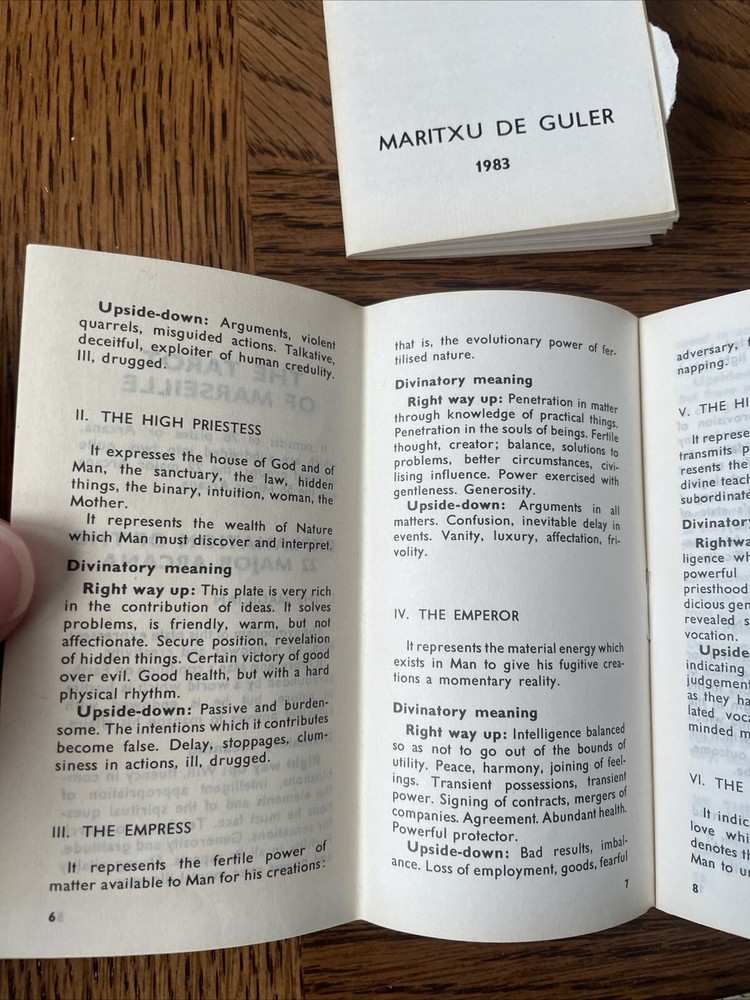 MARITXU DE GULER
1983
Upside-down: Arguments, violent
quarrels, misguided actions. Talkative,
deceitful, exploiter of human credulity.
Ill, drugged.
II. THE HIGH PRIESTESS
It expresses the house of God and of
Man, the sanctuary, the law, hidden
things, the binary, intuition, woman, the
Mother.
It represents the wealth of Nature
which Man must discover and interpret.
Divinatory meaning
Right way up: This plate is very rich
in the contribution of ideas. It solves
problems, is friendly, warm, but not
affectionate. Secure position, revelation
of hidden things. Certain victory of good
over evil. Good health, but with a hard
physical rhythm.
Upside-down: Passive and burden-
some. The intentions which it contributes
become false. Delay, stoppages, clum-
siness in actions, ill, drugged.
III. THE EMPRESS
It represents the fertile power of
matter available to Man for his creations:
6
that is, the evolutionary power of fer-
tilised nature.
Divinatory meaning
Right way up: Penetration in matter
through knowledge of practical things.
Penetration in the souls of beings. Fertile
thought, creator; balance, solutions to
problems, better circumstances, civi-
lising influence. Power exercised with
gentleness. Generosity.
Upside-down: Arguments in all
matters. Confusion, inevitable delay in
events. Vanity, luxury, affectation, fri-
volity.
IV. THE EMPEROR
It represents the material energy which
exists in Man to give his fugitive crea-
tions a momentary reality.
Divinatory meaning
Right way up: Intelligence balanced
so as not to go out of the bounds of
utility. Peace, harmony, joining of feel-
ings. Transient possessions, transient
power. Signing of contracts, mergers of
companies. Agreement. Abundant health.
Powerful protector.
Upside-down: Bad results, imbal-
ance. Loss of employment, goods, fearful
7
adversary,
napping.
V. THE HI
It represe
transmits p
resents the
divine teach
subordinate
Divinatory
Rightwa
ligence wh
powerful
priesthood.
dicious gen
revealed s
vocation.
Upside-
indicating
judgement
as they ha
lated voca
minded m
VI. THE
It indic
love whi
denotes th
Man to u
8